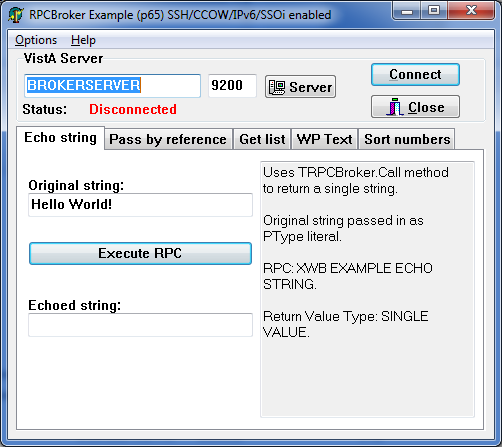 RPCBroker Example (p65) SSH/CCOW/IPv6/SSOi enabled
Options Help
VistA Server
BROKERSERVER 9200 Server Connect
Status: Disconnected Close
Echo string Pass by reference Get list WP Text Sort numbers
Original string:
Hello World!
Execute RPC
Echoed string:
Uses TRPCBroker.Call method
to return a single string.
Original string passed in as
PType literal.
RPC: XWB EXAMPLE ECHO
STRING.
Return Value Type: SINGLE
VALUE.